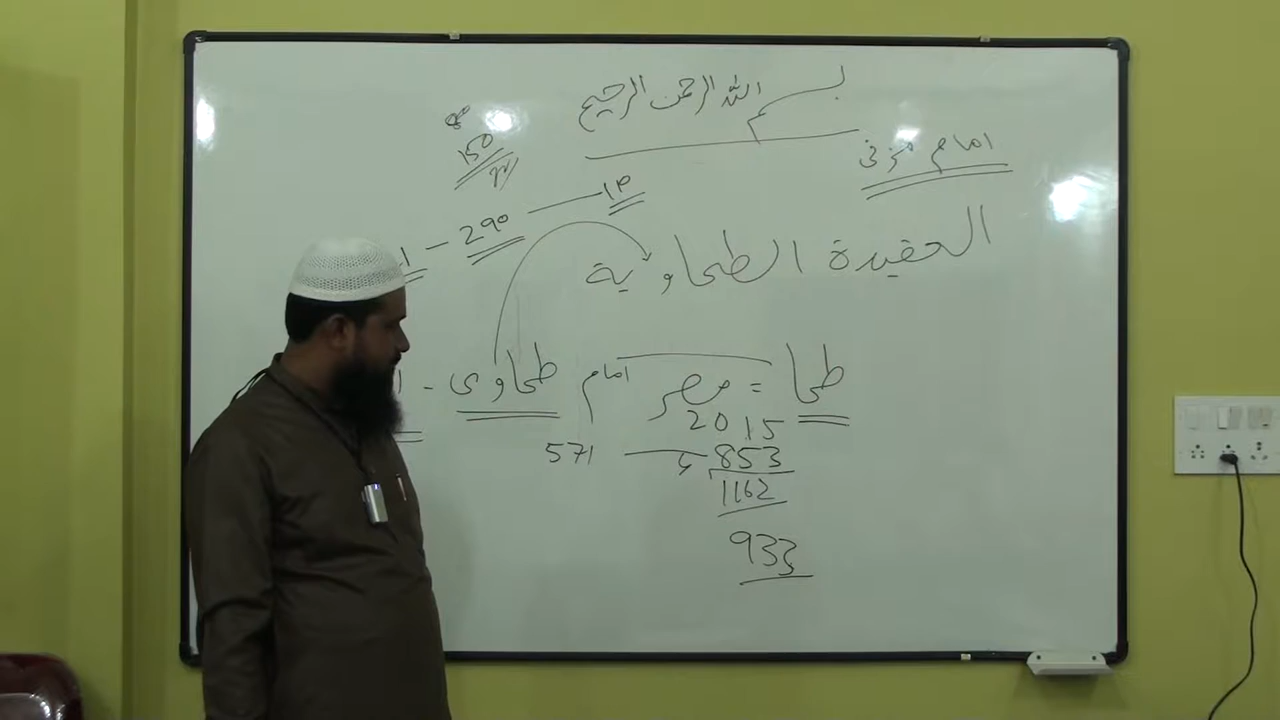 بسم الله الرحمن الرحيم
امام مزنی
150
290 — 14
العقيدة الطحاوية
طحا = مصر
امام طحاوی -
2015
571 — 853
1162
933